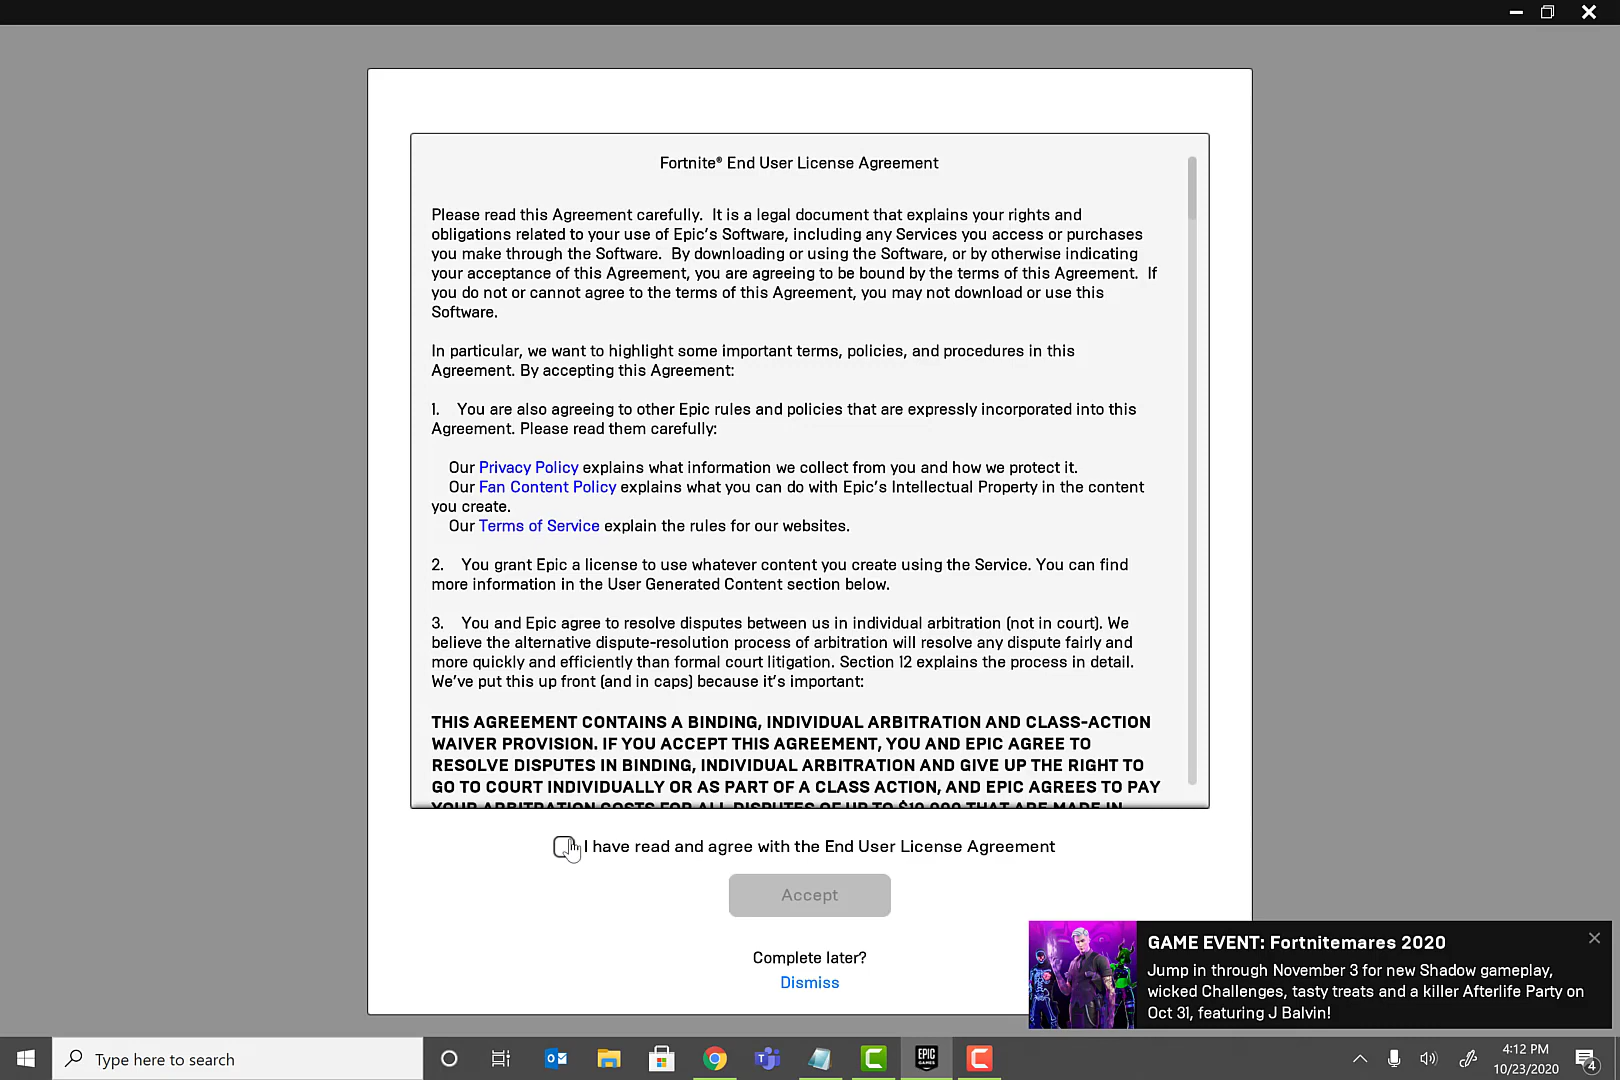 Fortnite® End User License Agreement
Please read this Agreement carefully. It is a legal document that explains your rights and
obligations related to your use of Epic's Software, including any Services you access or purchases
you make through the Software. By downloading or using the Software, or by otherwise indicating
your acceptance of this Agreement, you are agreeing to be bound by the terms of this Agreement. If
you do not or cannot agree to the terms of this Agreement, you may not download or use this
Software.
In particular, we want to highlight some important terms, policies, and procedures in this
Agreement. By accepting this Agreement:
1. You are also agreeing to other Epic rules and policies that are expressly incorporated into this
Agreement. Please read them carefully:
Our Privacy Policy explains what information we collect from you and how we protect it.
Our Fan Content Policy explains what you can do with Epic's Intellectual Property in the content
you create.
Our Terms of Service explain the rules for our websites.
2. You grant Epic a license to use whatever content you create using the Service. You can find
more information in the User Generated Content section below.
3. You and Epic agree to resolve disputes between us in individual arbitration (not in court). We
believe the alternative dispute-resolution process of arbitration will resolve any dispute fairly and
more quickly and efficiently than formal court litigation. Section 12 explains the process in detail.
We've put this up front (and in caps) because it's important:
THIS AGREEMENT CONTAINS A BINDING, INDIVIDUAL ARBITRATION AND CLASS-ACTION
WAIVER PROVISION. IF YOU ACCEPT THIS AGREEMENT, YOU AND EPIC AGREE TO
RESOLVE DISPUTES IN BINDING, INDIVIDUAL ARBITRATION AND GIVE UP THE RIGHT TO
GO TO COURT INDIVIDUALLY OR AS PART OF A CLASS ACTION, AND EPIC AGREES TO PAY
YOUR ARBITRATION COSTS FOR ALL DISPUTES OF UP TO $10,000 THAT ARE MADE IN
I have read and agree with the End User License Agreement
Accept
Complete later?
Dismiss
GAME EVENT: Fortnitemares 2020
Jump in through November 3 for new Shadow gameplay,
wicked Challenges, tasty treats and a killer Afterlife Party on
Oct 31, featuring J Balvin!
Type here to search
EPIC
GAMES
4:12 PM
10/23/2020
4